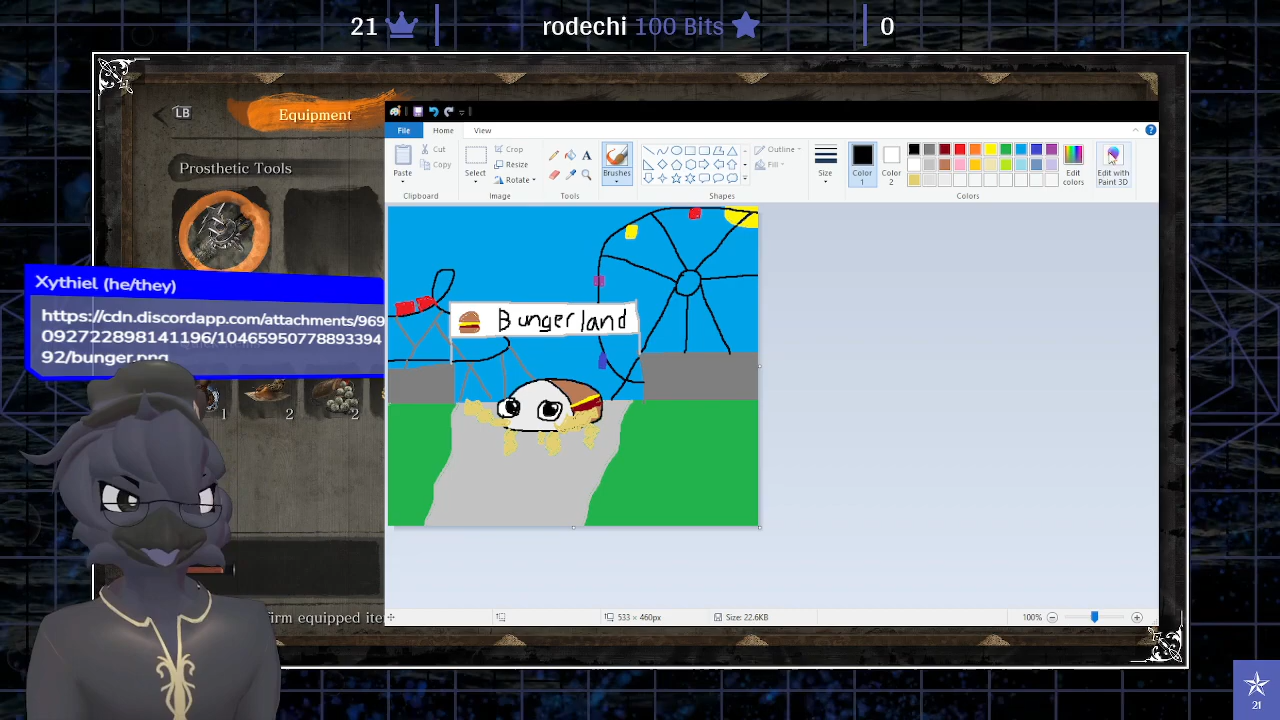 21
rodechi 100 Bits
0
LB
Equipment
Prosthetic Tools
File
Home
View
Paste
Cut
Copy
Clipboard
Select
Crop
Resize
Rotate
Image
A
Tools
Brushes
Outline
Fill
Shapes
Size
Color 1
Color 2
Edit colors
Edit with Paint 3D
Colors
Bungerland
Xythiel (he/they)
https://cdn.discordapp.com/attachments/969
092722898141196/10465950778893394
92/bunger.png
1
2
2
firm equipped ite
533 × 460px
Size: 22.6KB
100%
21